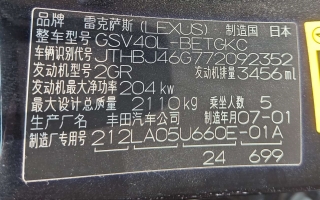 品牌 雷克萨斯(LEXUS) 制造国 日本
整车型号 GSV40L-BETGKC
车辆识别代号 JTHBJ46G772092352
发动机型号 2GR 发动机排量 3456 ml
发动机最大净功率 204 kw
最大设计总质量 2110 kg 乘坐人数 5
生产厂名 丰田汽车公司 制造年月 07-01
制造厂专用号 212LA05U660E-01A
24 699